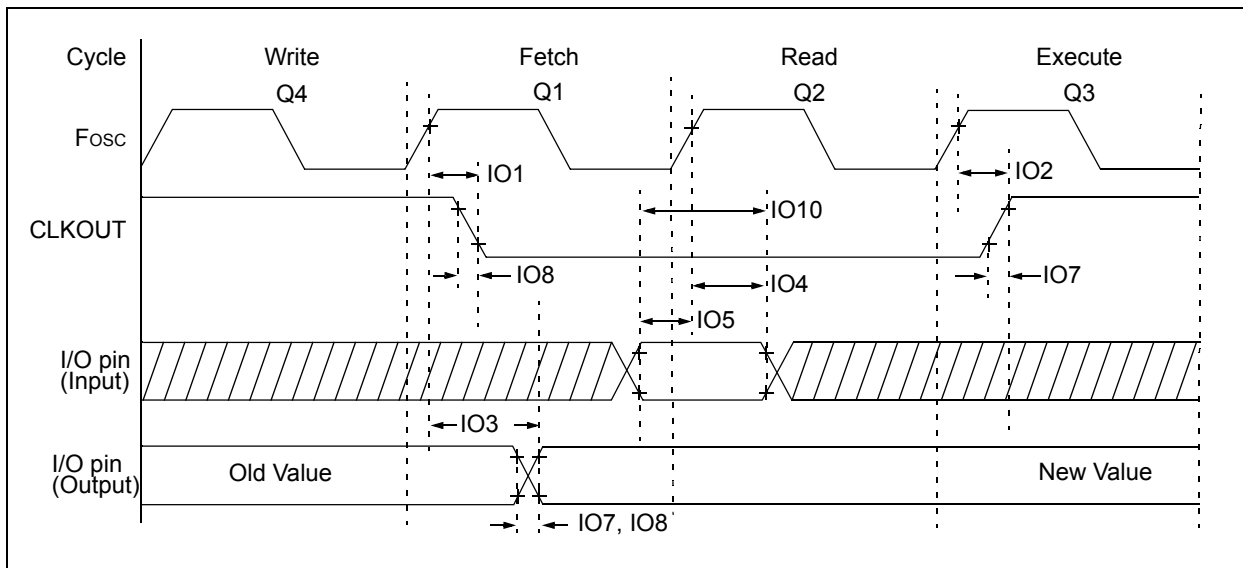 Cycle Write Fetch Read Execute
Q4 Q1 Q2 Q3
Fosc
IO1 IO2
IO10
CLKOUT
IO8 IO4 IO7
IO5
I/O pin
(Input)
IO3
I/O pin
(Output) Old Value New Value
IO7, IO8